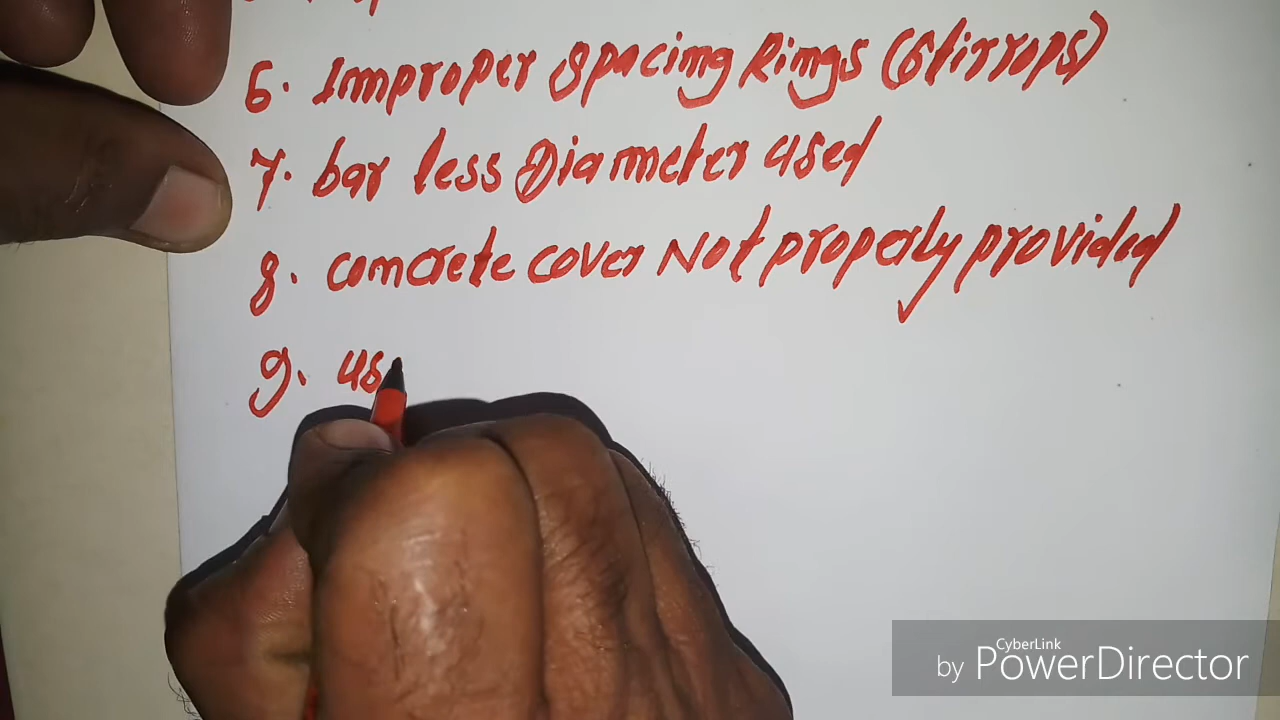 6. Improper spacing Rings (stirrops)
7. bar less Diameter used
8. concrete cover Not properly provided
9. us
CyberLink
by PowerDirector